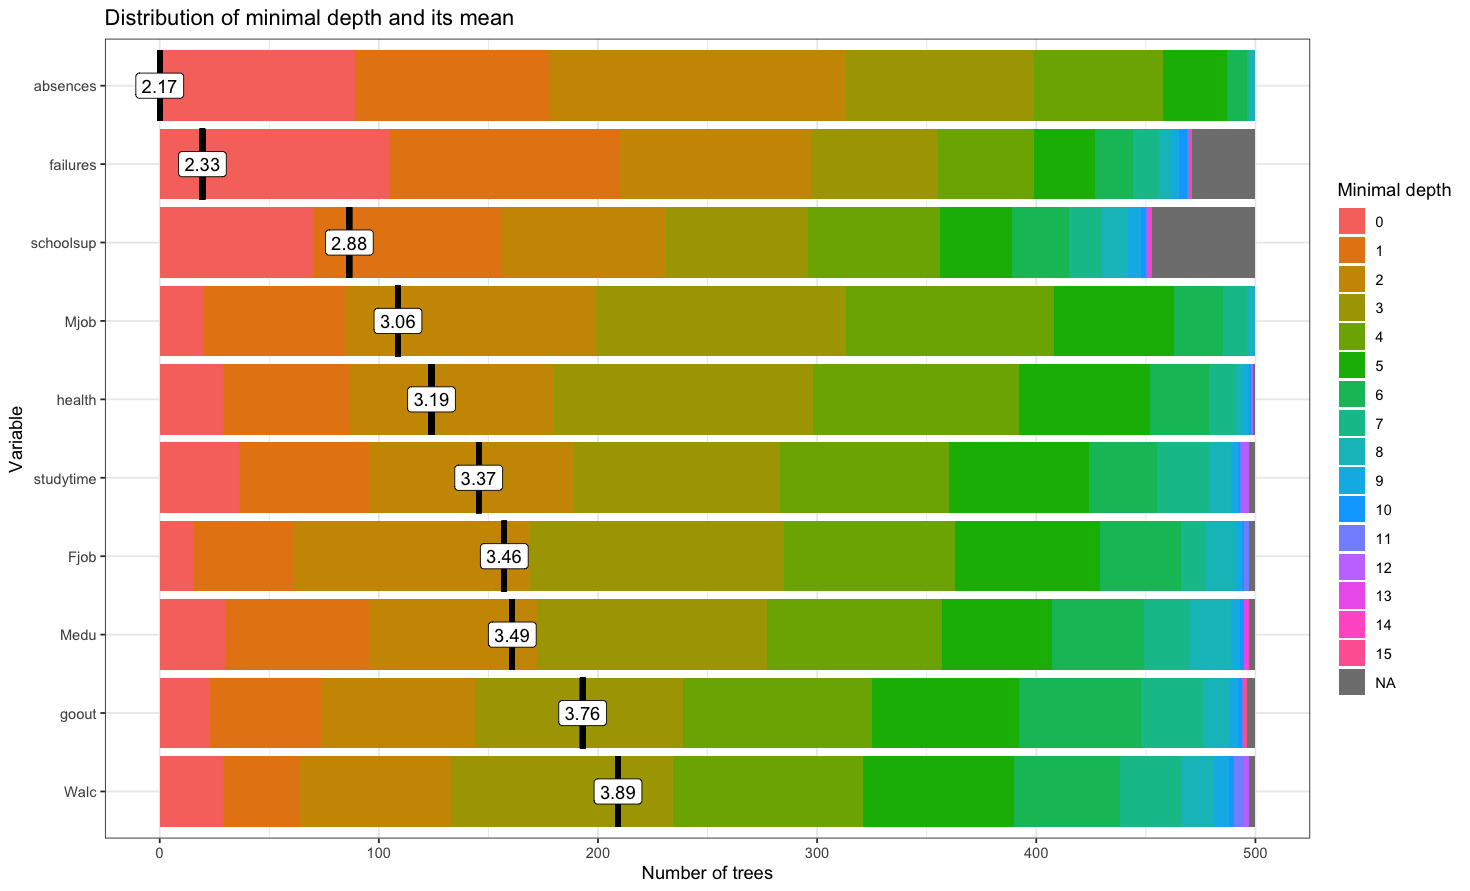 Distribution of minimal depth and its mean
Variable
absences
2.17
failures
2.33
schoolsup
2.88
Mjob
3.06
health
3.19
studytime
3.37
Fjob
3.46
Medu
3.49
goout
3.76
Walc
3.89
0 100 200 300 400 500
Number of trees
Minimal depth
0
1
2
3
4
5
6
7
8
9
10
11
12
13
14
15
NA